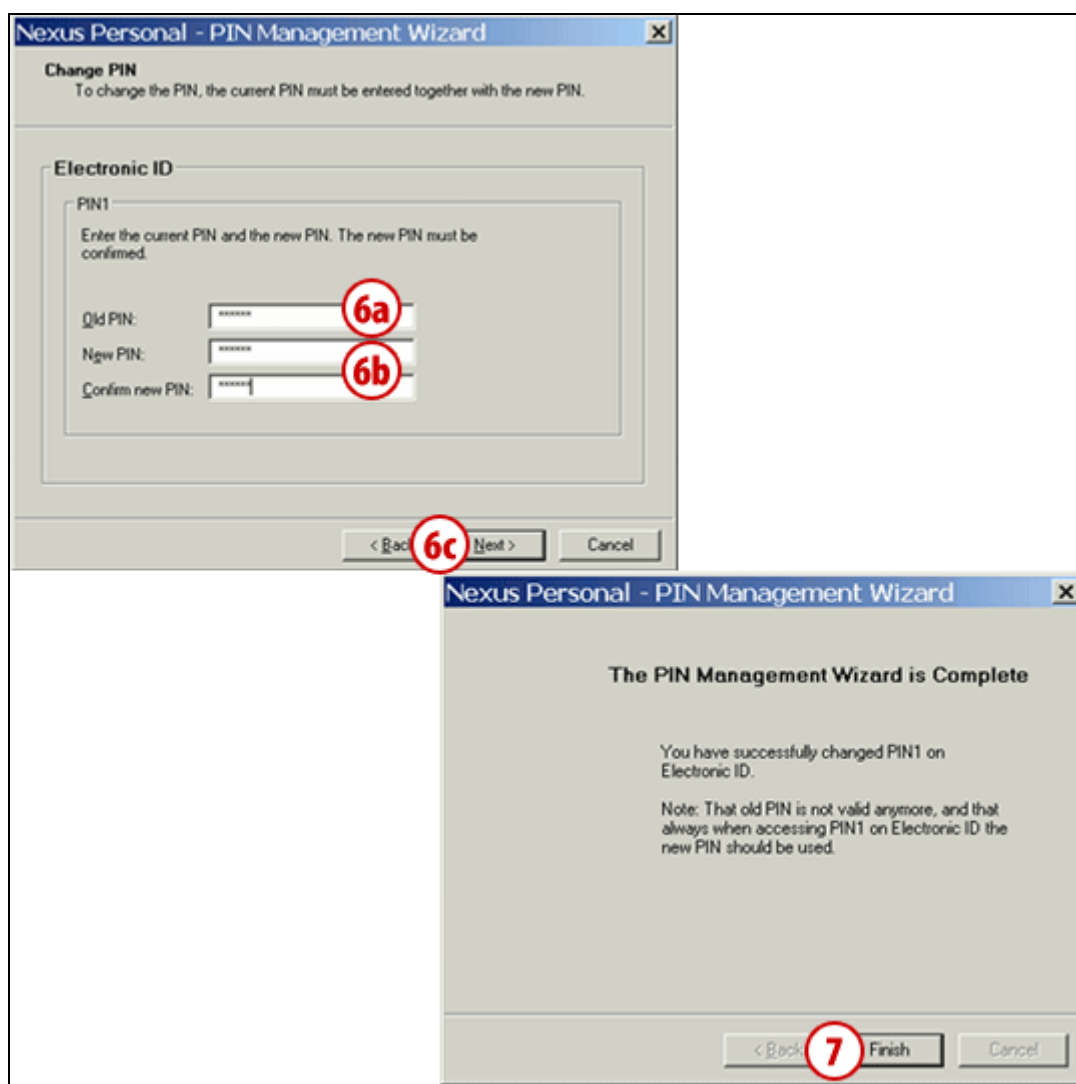 Nexus Personal - PIN Management Wizard
Change PIN
To change the PIN, the current PIN must be entered together with the new PIN.
Electronic ID
PIN1
Enter the current PIN and the new PIN. The new PIN must be
confirmed.
Old PIN: ****** 6a
New PIN: ******
6b
Confirm new PIN: ******
< Back 6c Next > Cancel
Nexus Personal - PIN Management Wizard
The PIN Management Wizard is Complete
You have successfully changed PIN1 on
Electronic ID.
Note: That old PIN is not valid anymore, and that
always when accessing PIN1 on Electronic ID the
new PIN should be used.
< Back 7 Finish Cancel